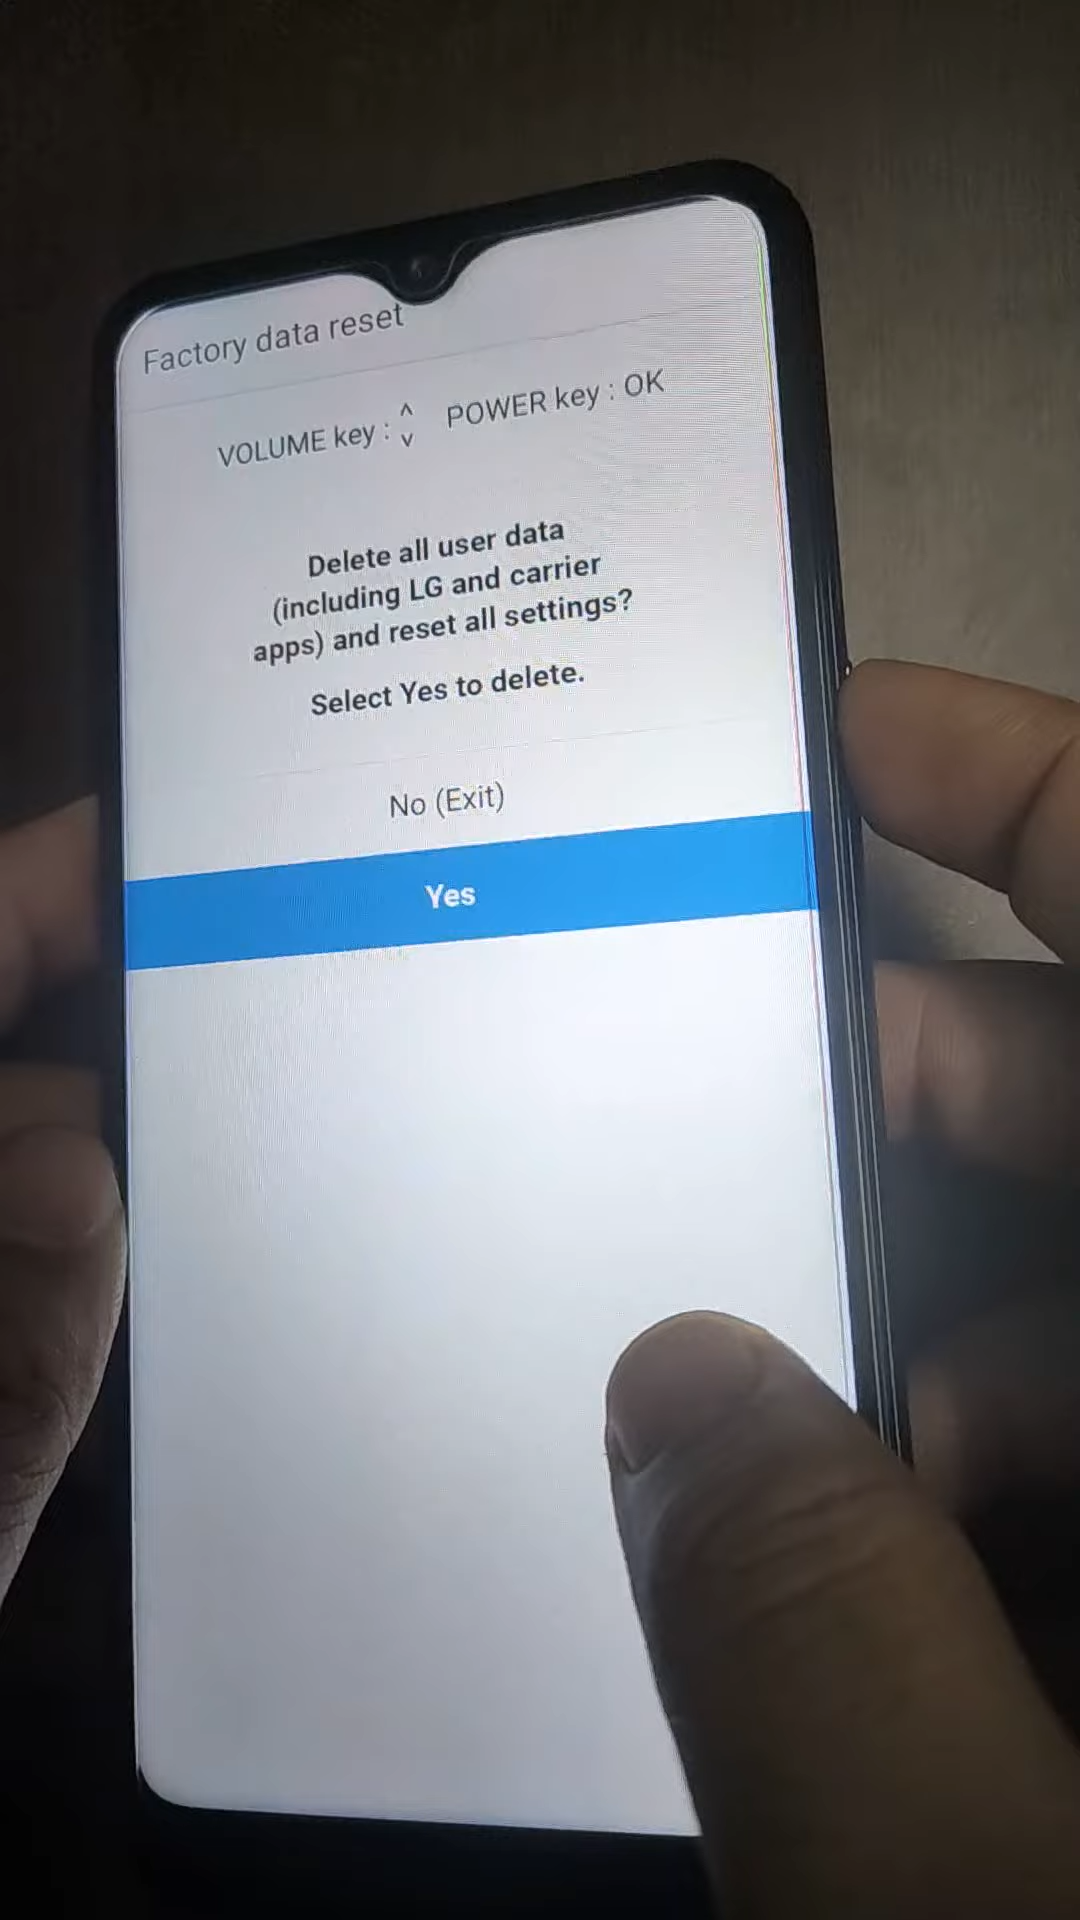 Factory data reset
VOLUME key : ^ v POWER key : OK
Delete all user data
(including LG and carrier
apps) and reset all settings?
Select Yes to delete.
No (Exit)
Yes